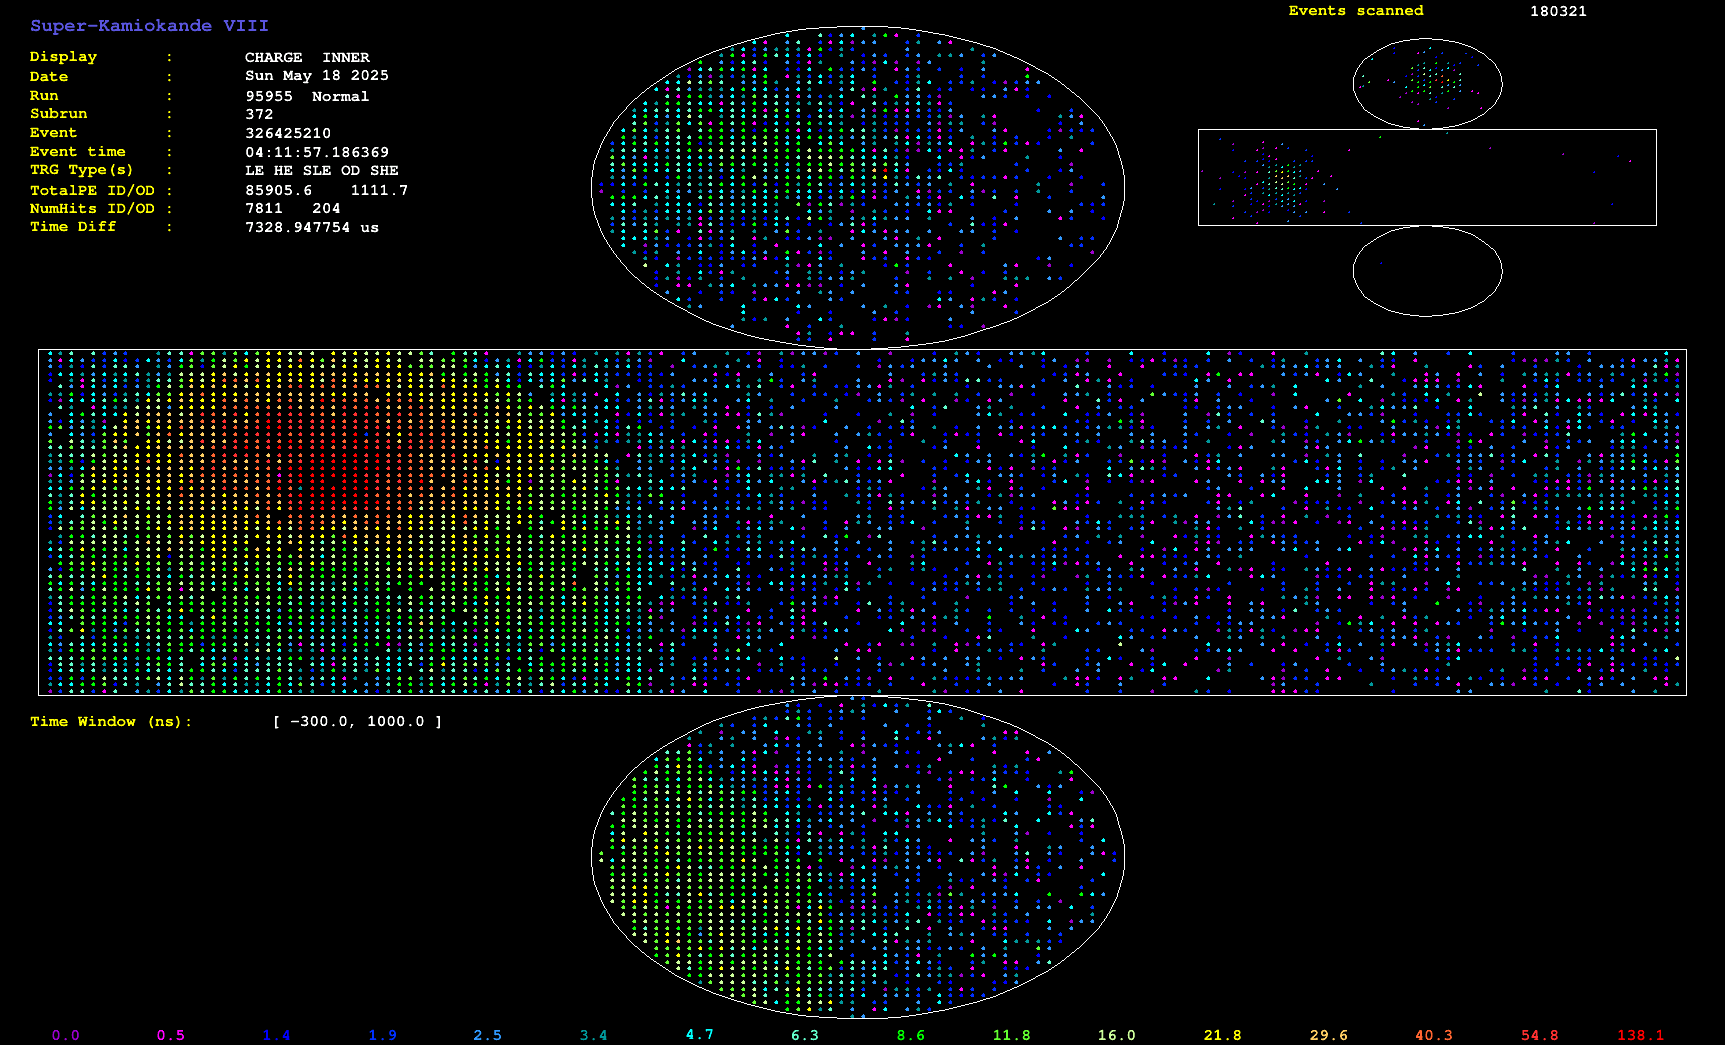 Super-Kamiokande VIII
Events scanned 180321
Display : CHARGE INNER
Date : Sun May 18 2025
Run : 95955 Normal
Subrun : 372
Event : 326425210
Event time : 04:11:57.186369
TRG Type(s) : LE HE SLE OD SHE
TotalPE ID/OD : 85905.6 1111.7
NumHits ID/OD : 7811 204
Time Diff : 7328.947754 us
Time Window (ns): [ -300.0, 1000.0 ]
0.0 0.5 1.4 1.9 2.5 3.4 4.7 6.3 8.6 11.8 16.0 21.8 29.6 40.3 54.8 138.1